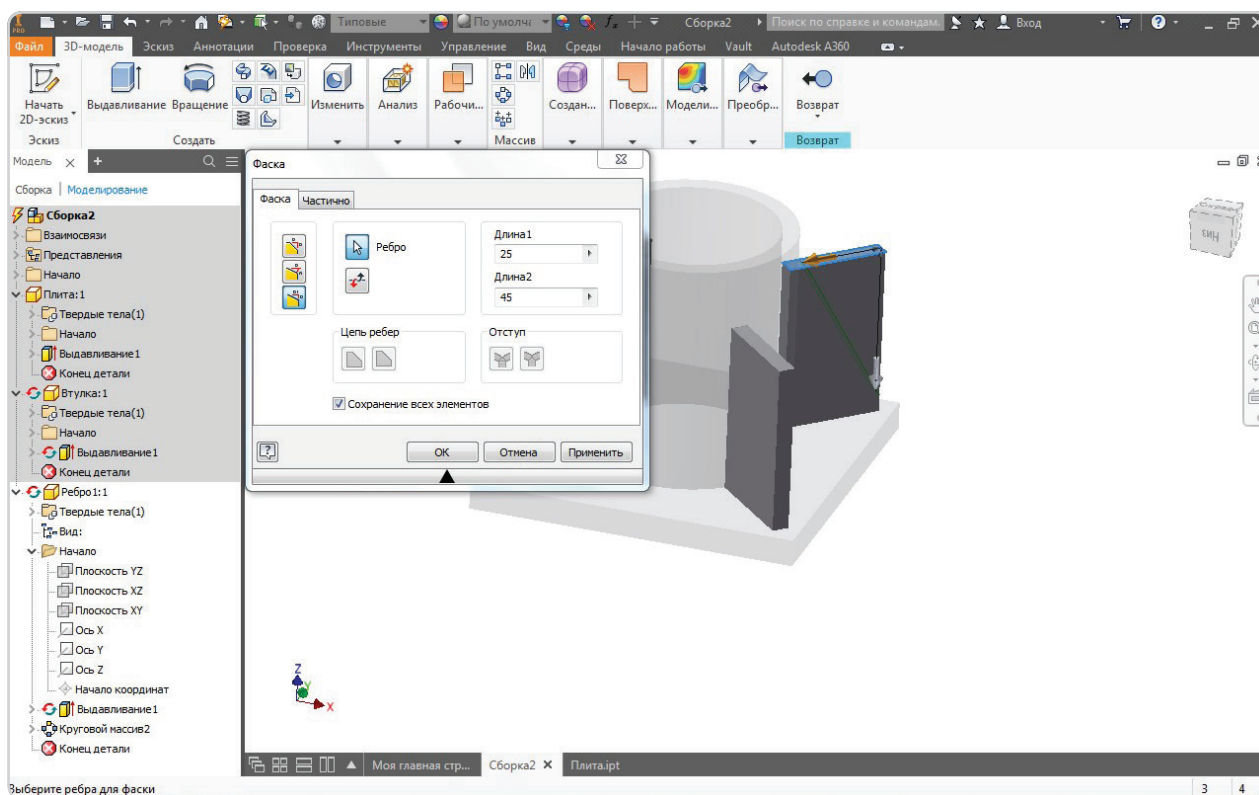 PRO
Типовые
По умолч
fx
Сборка2
Поиск по справке и командам.
Вход
Файл 3D-модель Эскиз Аннотации Проверка Инструменты Управление Вид Среды Начало работы Vault Autodesk A360
Начать
2D-эскиз
Выдавливание
Вращение
Изменить
Анализ
Рабочи...
Создан...
Поверх...
Модели...
Преобр...
Возврат
Эскиз
Создать
Массив
Возврат
Модель
Сборка | Моделирование
Сборка2
Взаимосвязи
Представления
Начало
Плита:1
Твердые тела(1)
Начало
Выдавливание1
Конец детали
Втулка:1
Твердые тела(1)
Начало
Выдавливание1
Конец детали
Ребро1:1
Твердые тела(1)
Вид:
Начало
Плоскость YZ
Плоскость XZ
Плоскость XY
Ось X
Ось Y
Ось Z
Начало координат
Выдавливание1
Круговой массив2
Конец детали
Фаска
Фаска Частично
Ребро
Длина1
25
Длина2
45
Цепь ребер
Отступ
Сохранение всех элементов
ОК
Отмена
Применить
Низ
Z
Y
X
Моя главная стр...
Сборка2
Плита.ipt
Выберите ребра для фаски
3 4